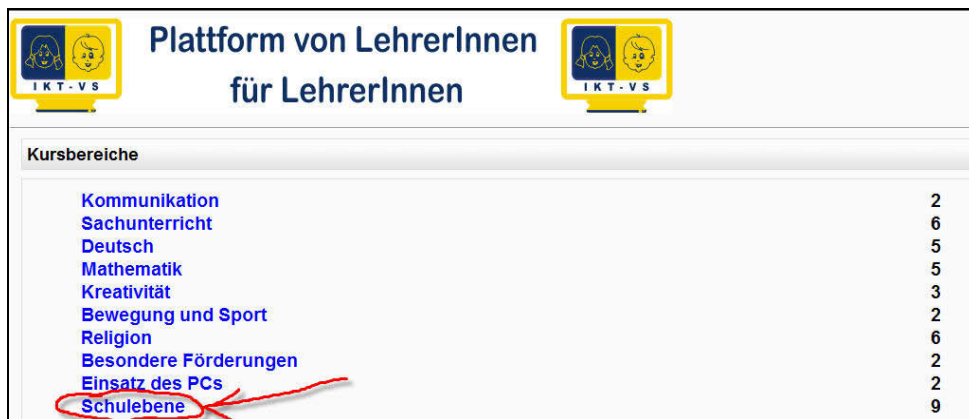 Plattform von LehrerInnen
für LehrerInnen
IKT-VS
IKT-VS
Kursbereiche
Kommunikation 2
Sachunterricht 6
Deutsch 5
Mathematik 5
Kreativität 3
Bewegung und Sport 2
Religion 6
Besondere Förderungen 2
Einsatz des PCs 2
Schulebene 9